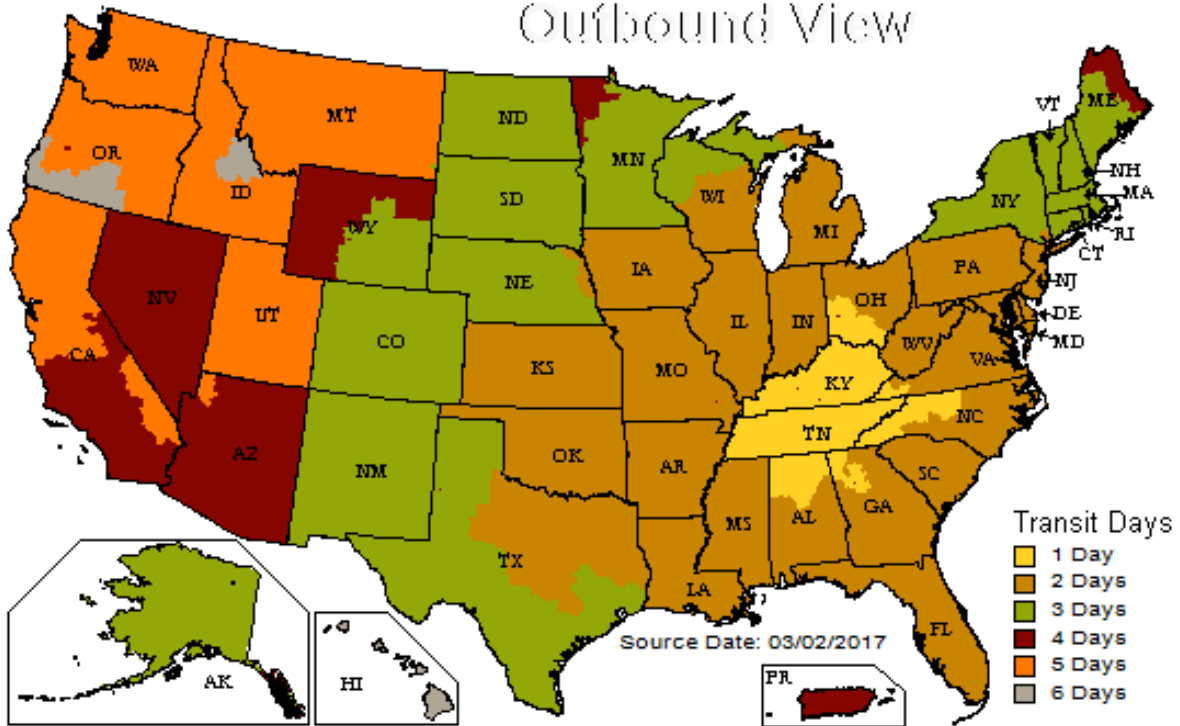 Outbound View
WA
MT
ND
MN
VT
ME
OR
ID
WY
SD
WI
MI
NY
NH
MA
RI
CT
NV
UT
CO
NE
IA
IL
IN
OH
PA
NJ
DE
MD
WV
VA
CA
KS
MO
KY
AZ
NM
OK
AR
TN
NC
SC
TX
LA
MS
AL
GA
FL
Transit Days
1 Day
2 Days
3 Days
4 Days
5 Days
6 Days
Source Date: 03/02/2017
AK
HI
PR